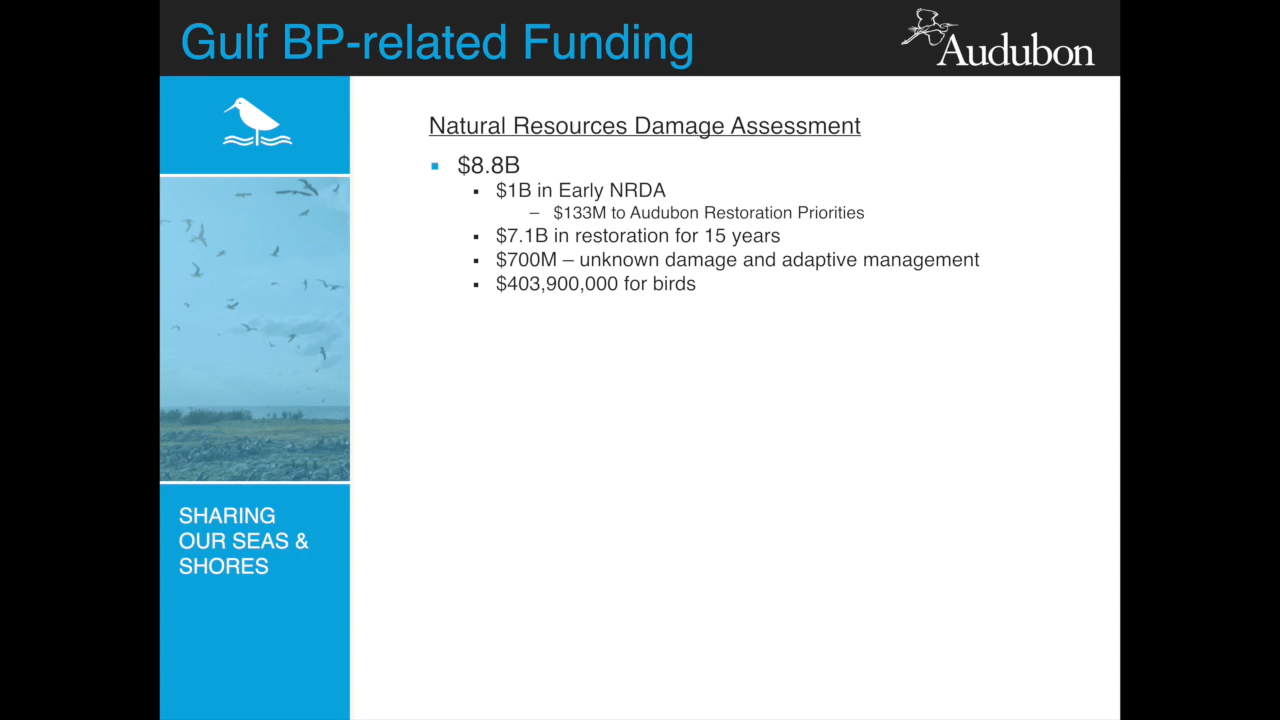 Gulf BP-related Funding
Audubon
Natural Resources Damage Assessment
▪ $8.8B
▪ $1B in Early NRDA
– $133M to Audubon Restoration Priorities
▪ $7.1B in restoration for 15 years
▪ $700M – unknown damage and adaptive management
▪ $403,900,000 for birds
SHARING
OUR SEAS &
SHORES